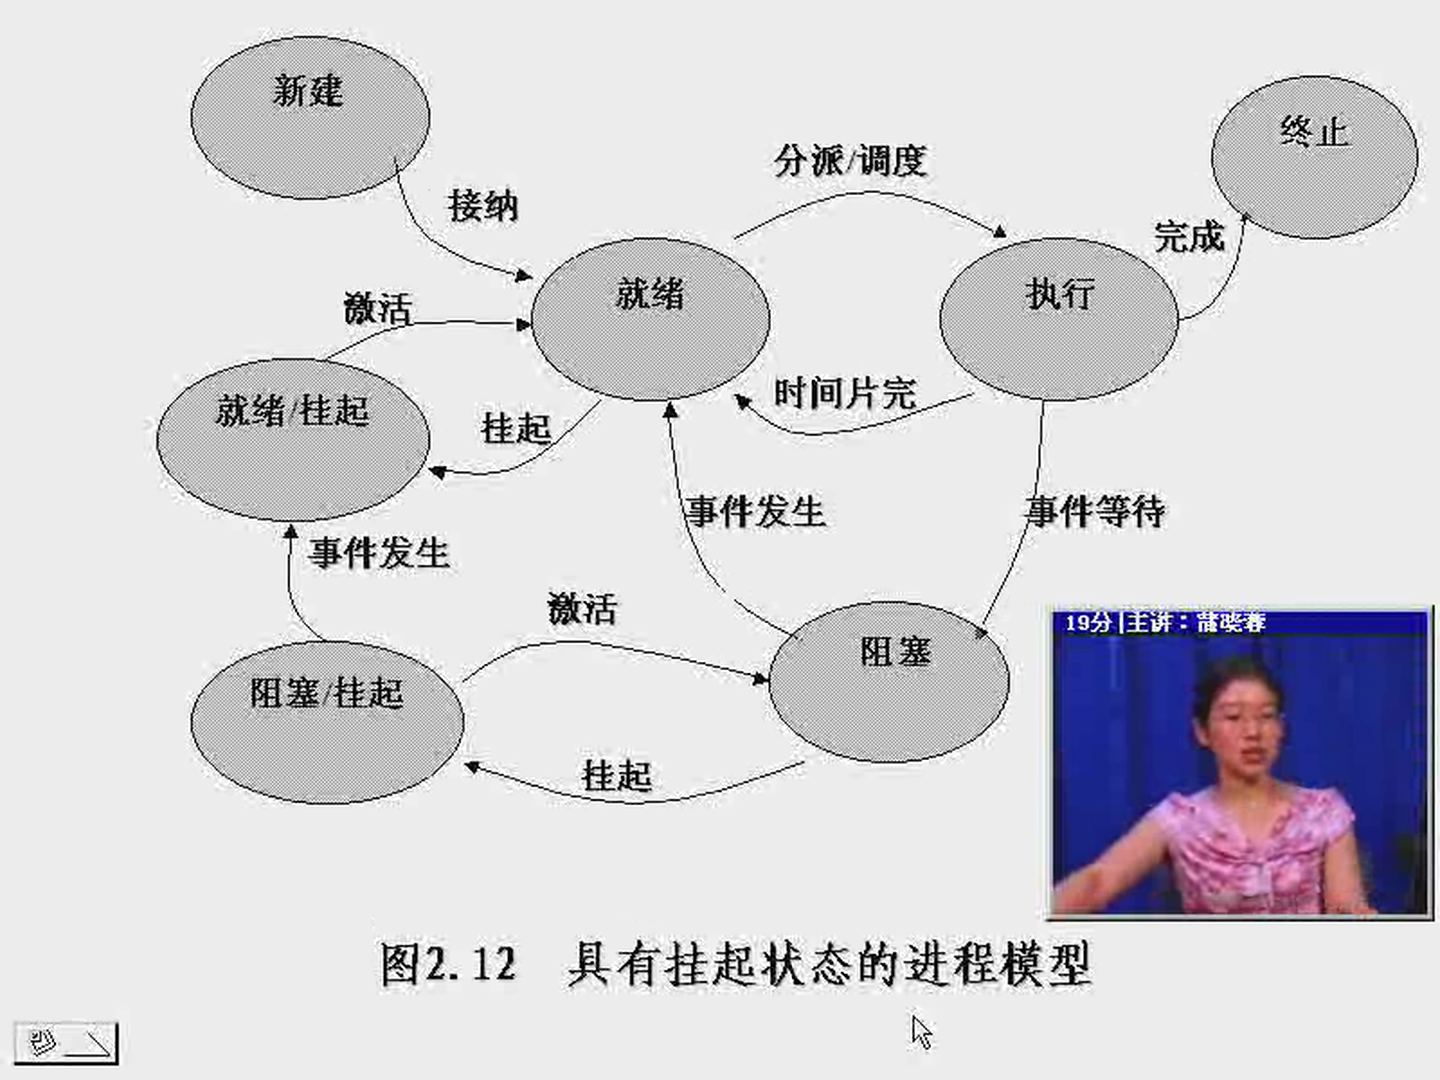 新建
终止
分派/调度
接纳
完成
就绪
执行
激活
就绪/挂起
时间片完
挂起
事件发生
事件等待
事件发生
激活
阻塞
阻塞/挂起
挂起
19分|主讲：蒲晓蓉
图2.12 具有挂起状态的进程模型